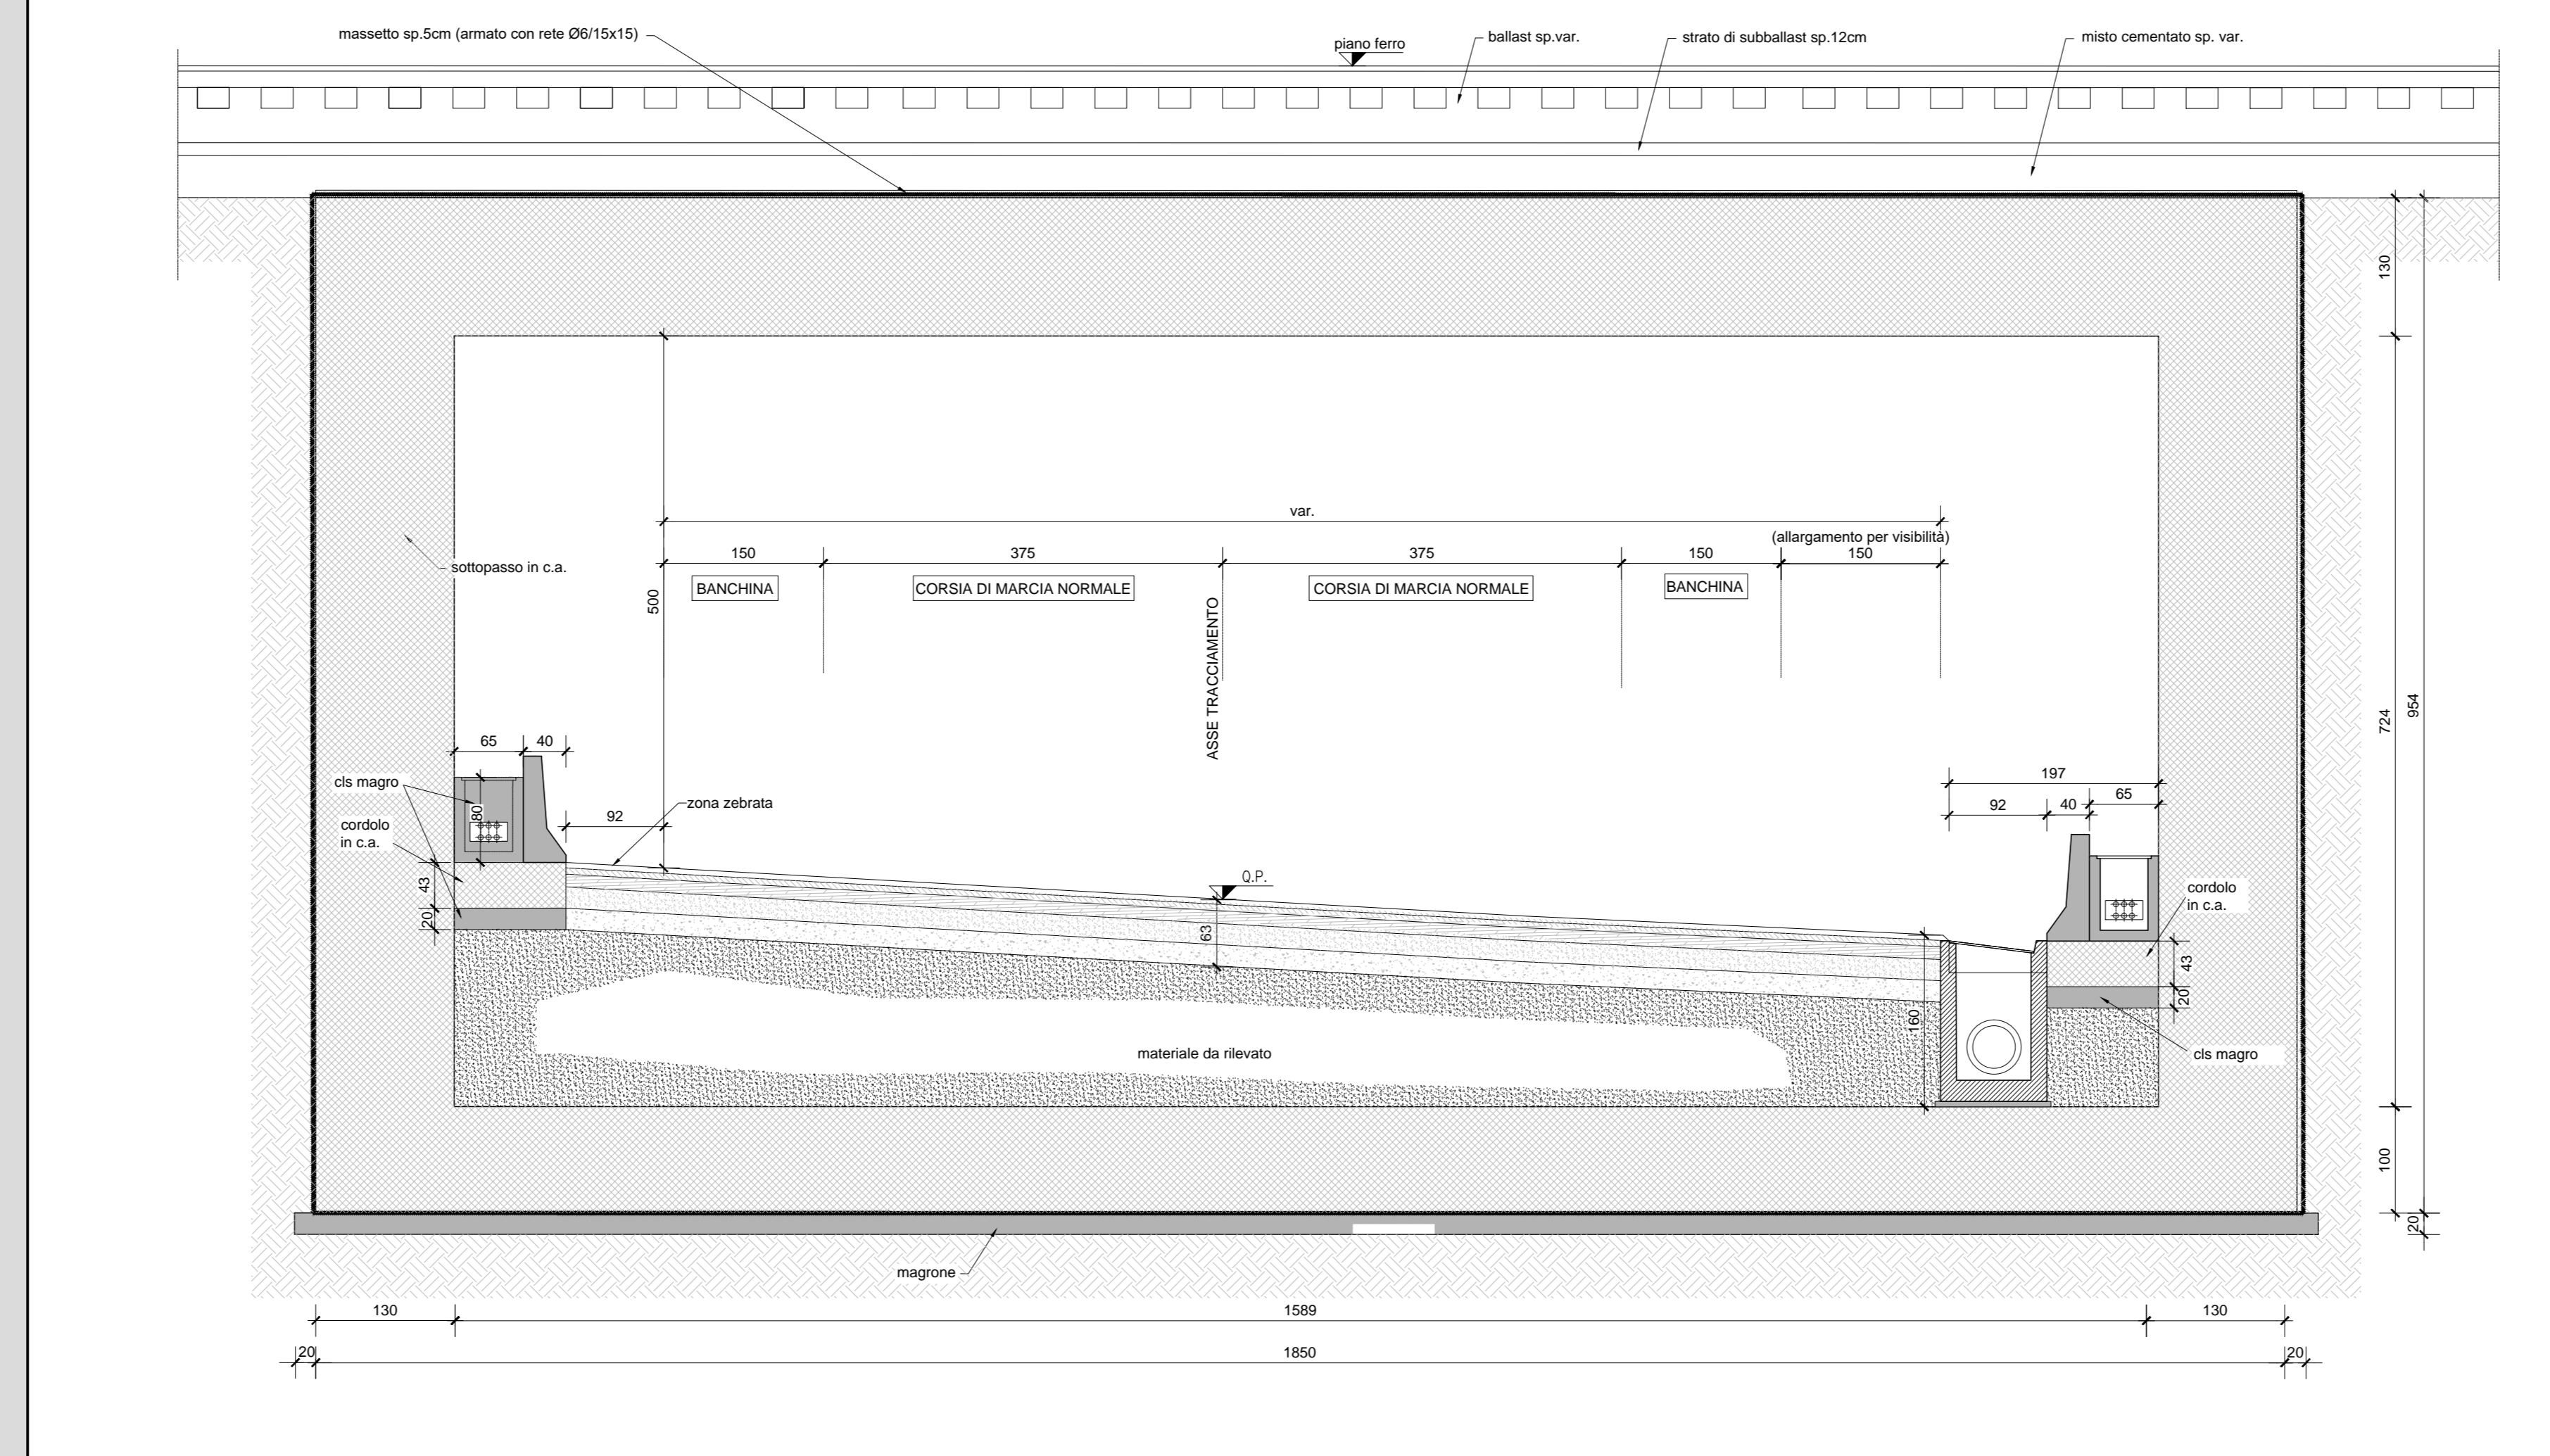 massetto sp.5cm (armato con rete Ø6/15x15)
piano ferro
ballast sp.var.
strato di subballast sp.12cm
misto cementato sp. var.
130
var.
(allargamento per visibilità)
150
375
375
150
150
sottopasso in c.a.
BANCHINA
CORSIA DI MARCIA NORMALE
CORSIA DI MARCIA NORMALE
BANCHINA
500
ASSE TRACCIAMENTO
724
954
65
40
197
cls magro
80
zona zebrata
92
92
40
65
cordolo
in c.a.
43
20
Q.P.
63
cordolo
in c.a.
43
20
160
materiale da rilevato
cls magro
100
20
magrone
130
1589
130
20
1850
20